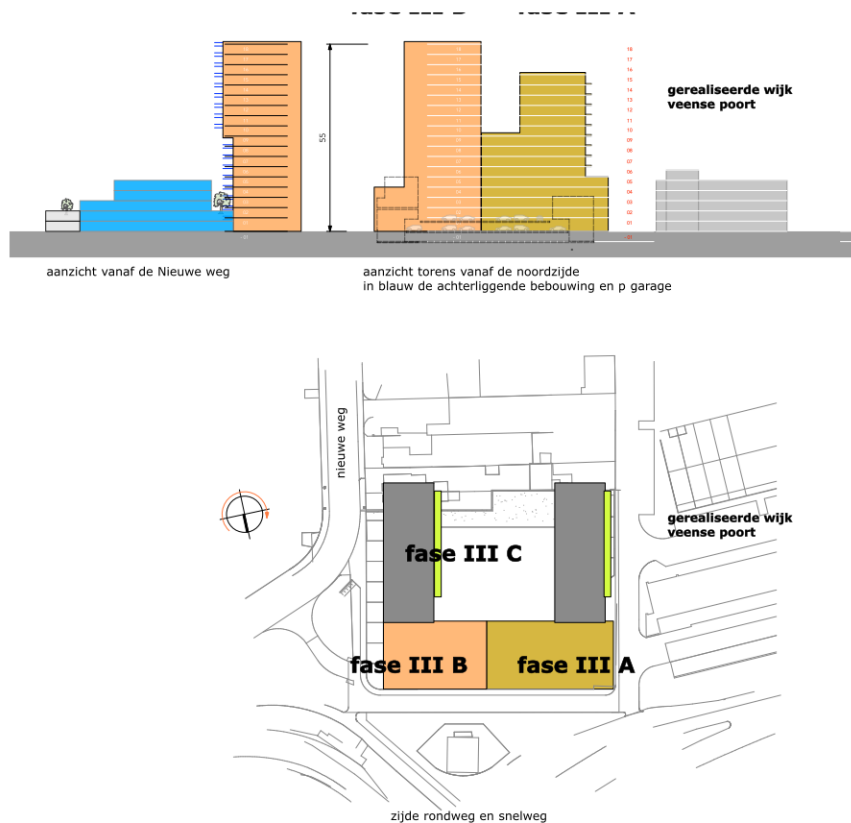 gerealiseerde wijk
veense poort
55
aanzicht vanaf de Nieuwe weg
aanzicht torens vanaf de noordzijde
in blauw de achterliggende bebouwing en p garage
nieuwe weg
gerealiseerde wijk
veense poort
fase III C
fase III B
fase III A
zijde rondweg en snelweg